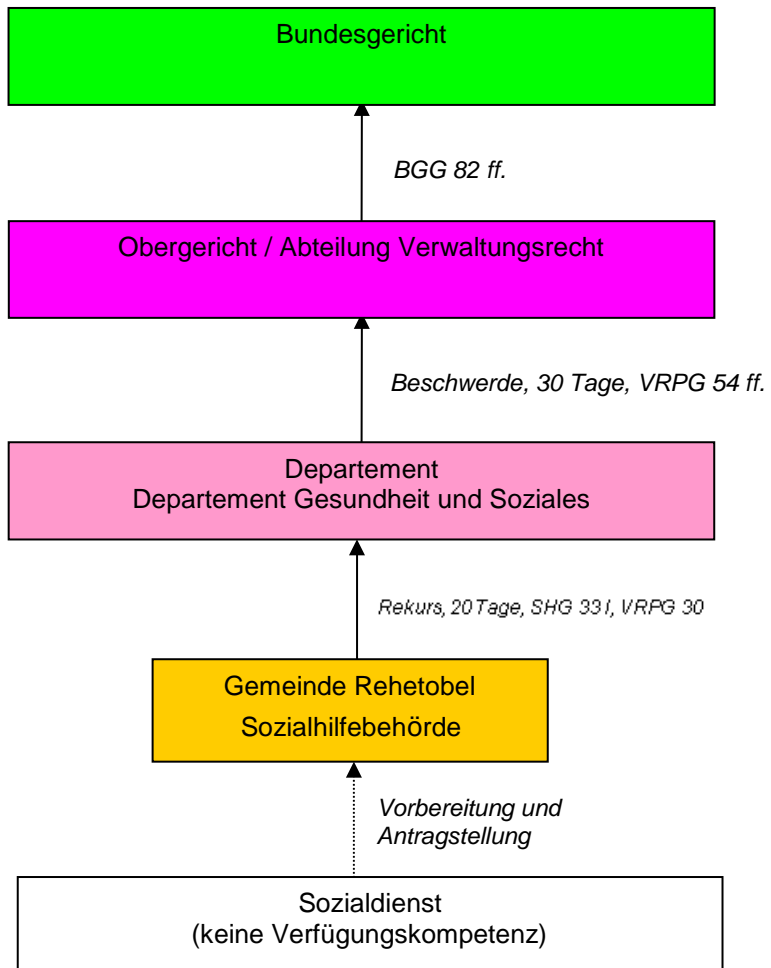 Bundesgericht
BGG 82 ff.
Obergericht / Abteilung Verwaltungsrecht
Beschwerde, 30 Tage, VRPG 54 ff.
Departement
Departement Gesundheit und Soziales
Rekurs, 20 Tage, SHG 33 I, VRPG 30
Gemeinde Rehetobel
Sozialhilfebehörde
Vorbereitung und
Antragstellung
Sozialdienst
(keine Verfügungskompetenz)